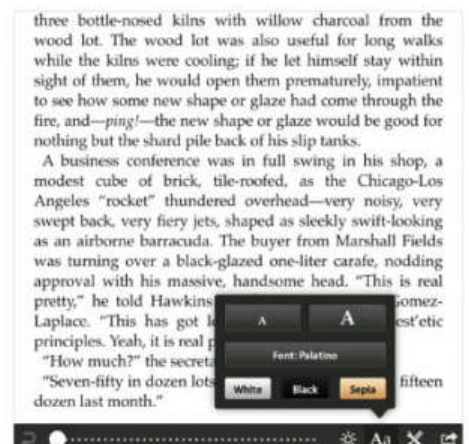 three bottle-nosed kilns with willow charcoal from the
wood lot. The wood lot was also useful for long walks
while the kilns were cooling; if he let himself stay within
sight of them, he would open them prematurely, impatient
to see how some new shape or glaze had come through the
fire, and—ping!—the new shape or glaze would be good for
nothing but the shard pile back of his slip tanks.
A business conference was in full swing in his shop, a
modest cube of brick, tile-roofed, as the Chicago-Los
Angeles "rocket" thundered overhead—very noisy, very
swept back, very fiery jets, shaped as sleekly swift-looking
as an airborne barracuda. The buyer from Marshall Fields
was turning over a black-glazed one-liter carafe, nodding
approval with his massive, handsome head. "This is real
pretty," he told Hawkins Gomez-
Laplace. "This has got l est'etic
principles. Yeah, it is real p
"How much?" the secreta
"Seven-fifty in dozen lots fifteen
dozen last month."
A A
Font: Palatino
White Black Sepia
Aa